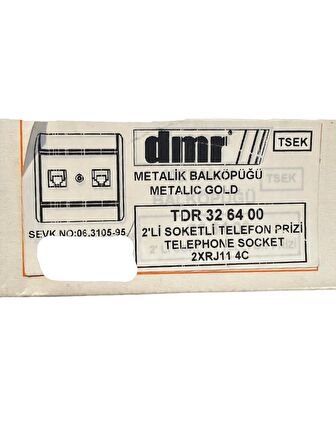 dmr
TSEK
METALİK BALKÖPÜĞÜ
METALIC GOLD
TSEK
BALKÖPÜĞÜ
TDR 32 64 00
SEVK NO:06.3105-95
2'Lİ SOKETLİ TELEFON PRİZİ
TELEPHONE SOCKET
2XRJ11 4C